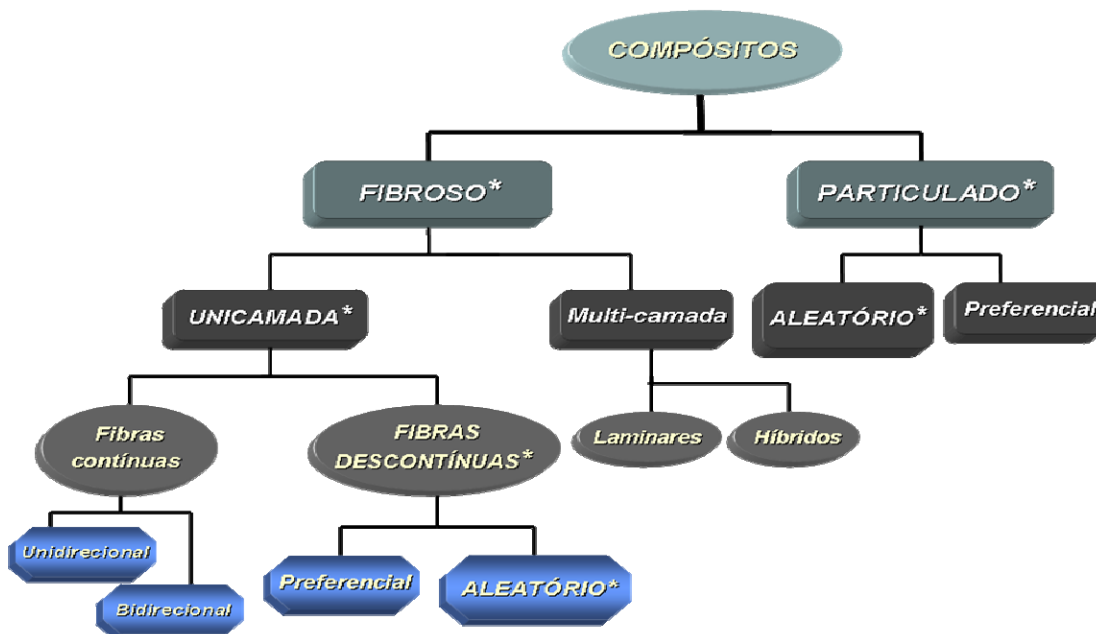 COMPÓSITOS
FIBROSO*
PARTICULADO*
UNICAMADA*
Multi-camada
ALEATÓRIO*
Preferencial
Fibras
contínuas
FIBRAS
DESCONTÍNUAS*
Laminares
Híbridos
Unidirecional
Bidirecional
Preferencial
ALEATÓRIO*